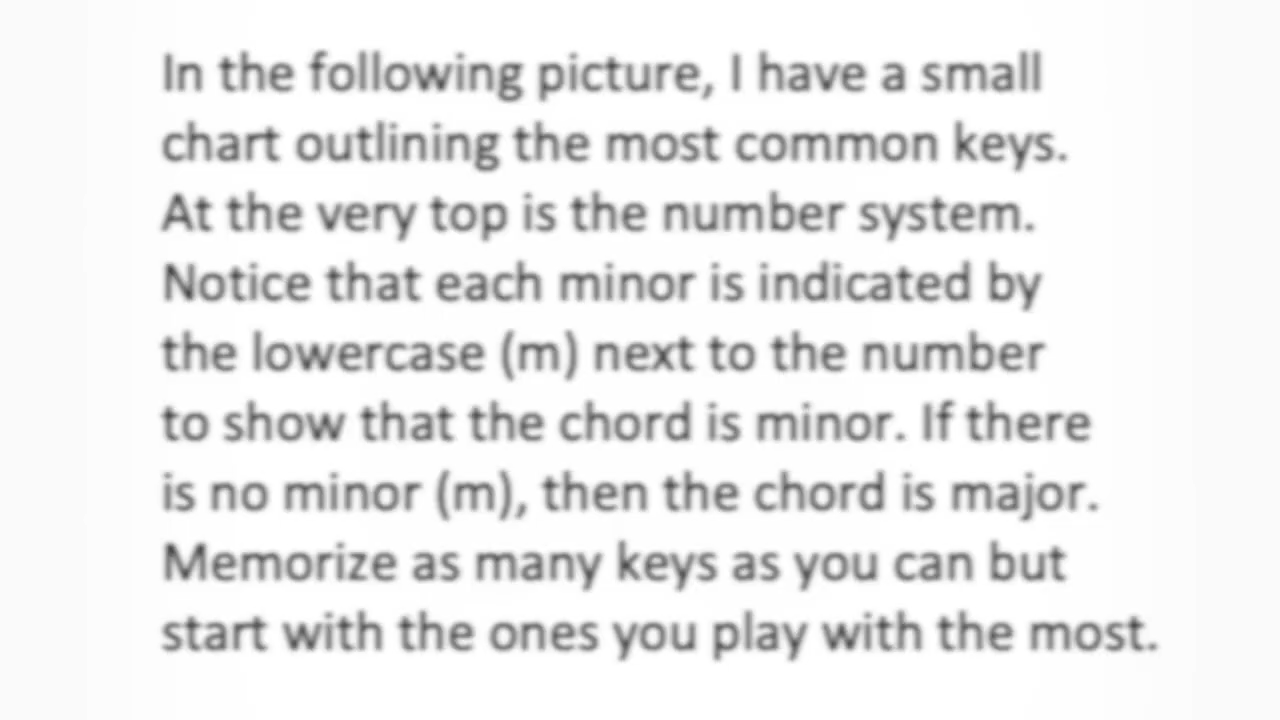 In the following picture, I have a small
chart outlining the most common keys.
At the very top is the number system.
Notice that each minor is indicated by
the lowercase (m) next to the number
to show that the chord is minor. If there
is no minor (m), then the chord is major.
Memorize as many keys as you can but
start with the ones you play with the most.